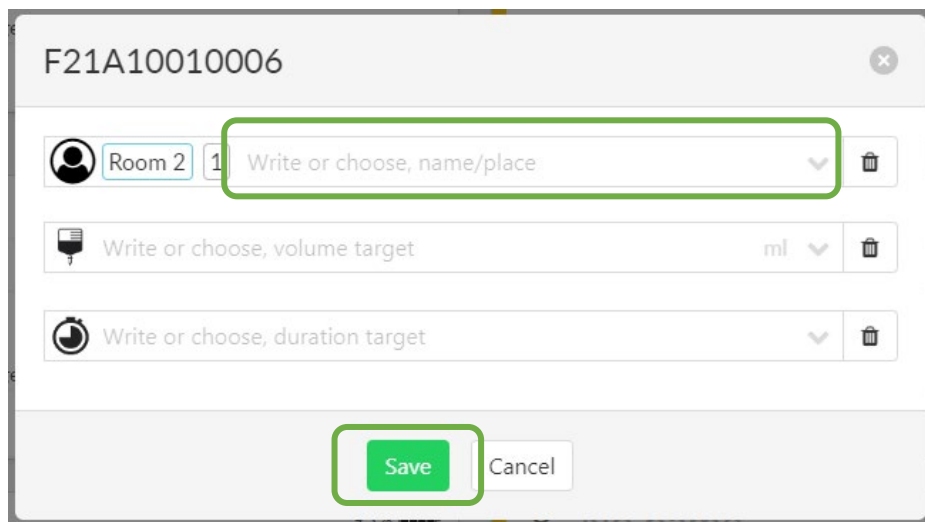 F21A10010006
Room 2 1 Write or choose, name/place
Write or choose, volume target ml
Write or choose, duration target
Save Cancel